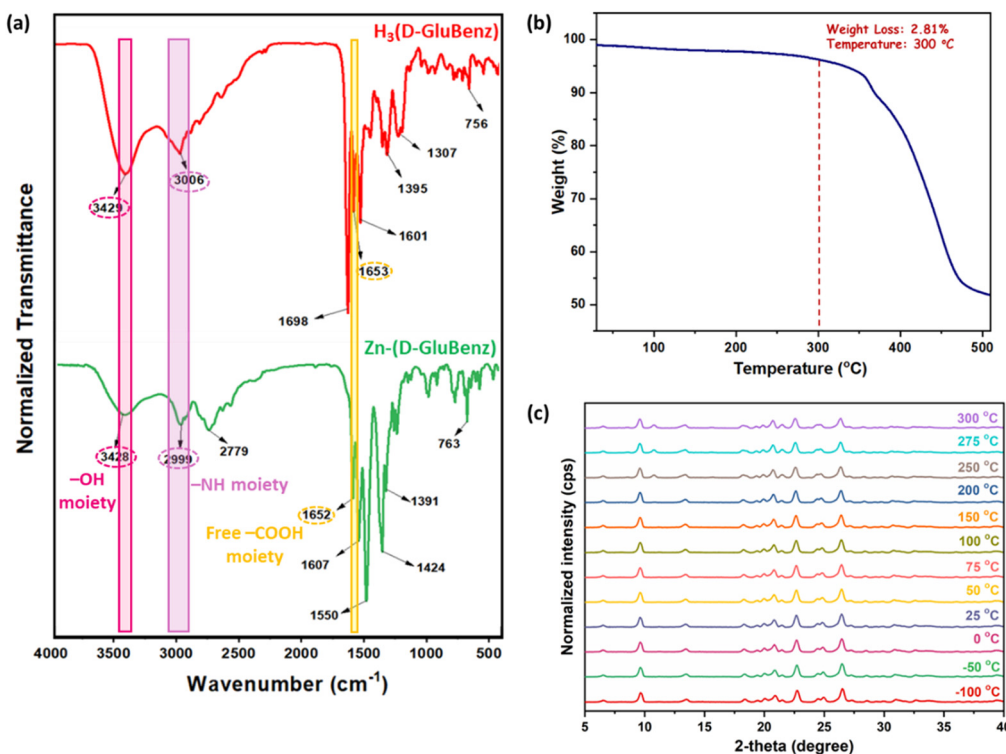 (a)
H3(D-GluBenz)
3429
3006
756
1307
1395
1601
1653
1698
Zn-(D-GluBenz)
3428
2999
2779
763
–OH
moiety
–NH moiety
1652
1391
Free –COOH
moiety
1607
1424
1550
Normalized Transmittance
4000 3500 3000 2500 2000 1500 1000 500
Wavenumber (cm-1)
(b)
Weight Loss: 2.81%
Temperature: 300 °C
100
90
80
70
60
50
Weight (%)
100 200 300 400 500
Temperature (°C)
(c)
300 °C
275 °C
250 °C
200 °C
150 °C
100 °C
75 °C
50 °C
25 °C
0 °C
-50 °C
-100 °C
Normalized intensity (cps)
5 10 15 20 25 30 35 40
2-theta (degree)